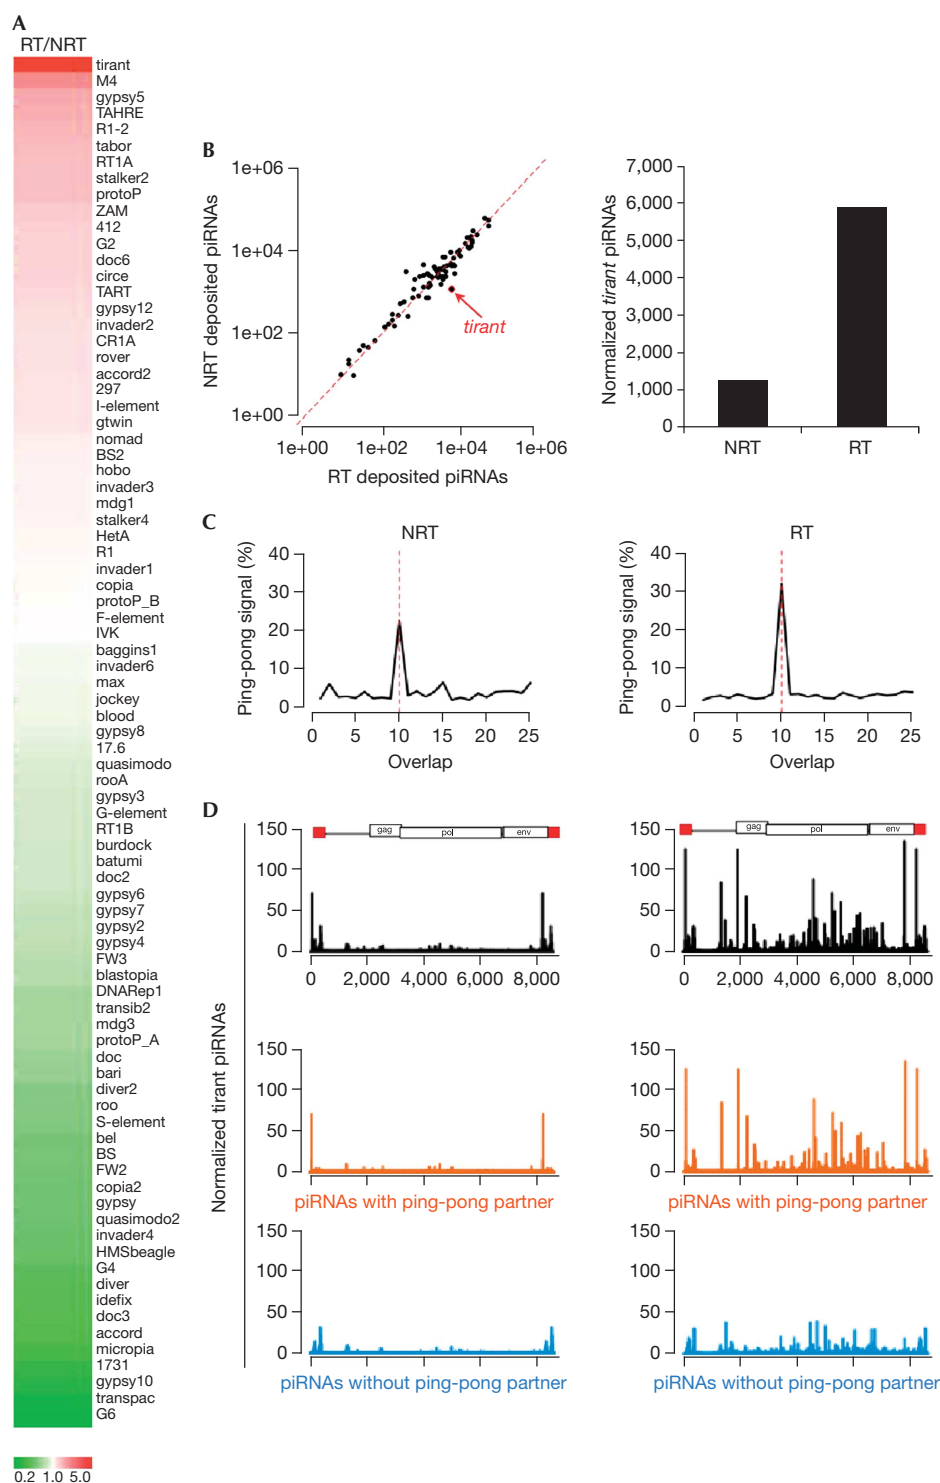 A
RT/NRT
tirant
M4
gypsy5
TAHRE
R1-2
tabor
RT1A
stalker2
protoP
ZAM
412
G2
doc6
circe
TART
gypsy12
invader2
CR1A
rover
accord2
297
I-element
gtwin
nomad
BS2
hobo
invader3
mdg1
stalker4
HetA
R1
invader1
copia
protoP_B
F-element
IVK
baggins1
invader6
max
jockey
blood
gypsy8
17.6
quasimodo
rooA
gypsy3
G-element
RT1B
burdock
batumi
doc2
gypsy6
gypsy7
gypsy2
gypsy4
FW3
blastopia
DNARep1
transib2
mdg3
protoP_A
doc
bari
diver2
roo
S-element
bel
BS
FW2
copia2
gypsy
quasimodo2
invader4
HMSbeagle
G4
diver
idefix
doc3
accord
micropia
1731
gypsy10
transpac
G6
0.2 1.0 5.0
B
NRT deposited piRNAs
1e+06
1e+04
1e+02
1e+00
tirant
1e+00 1e+02 1e+04 1e+06
RT deposited piRNAs
Normalized tirant piRNAs
7,000
6,000
5,000
4,000
3,000
2,000
1,000
0
NRT RT
C
NRT
Ping-pong signal (%)
40
30
20
10
0
0 5 10 15 20 25
Overlap
RT
Ping-pong signal (%)
40
30
20
10
0
0 5 10 15 20 25
Overlap
D
Normalized tirant piRNAs
150
100
50
0
gag pol env
0 2,000 4,000 6,000 8,000
150
100
50
0
gag pol env
0 2,000 4,000 6,000 8,000
150
100
50
0
piRNAs with ping-pong partner
150
100
50
0
piRNAs with ping-pong partner
150
100
50
0
piRNAs without ping-pong partner
150
100
50
0
piRNAs without ping-pong partner